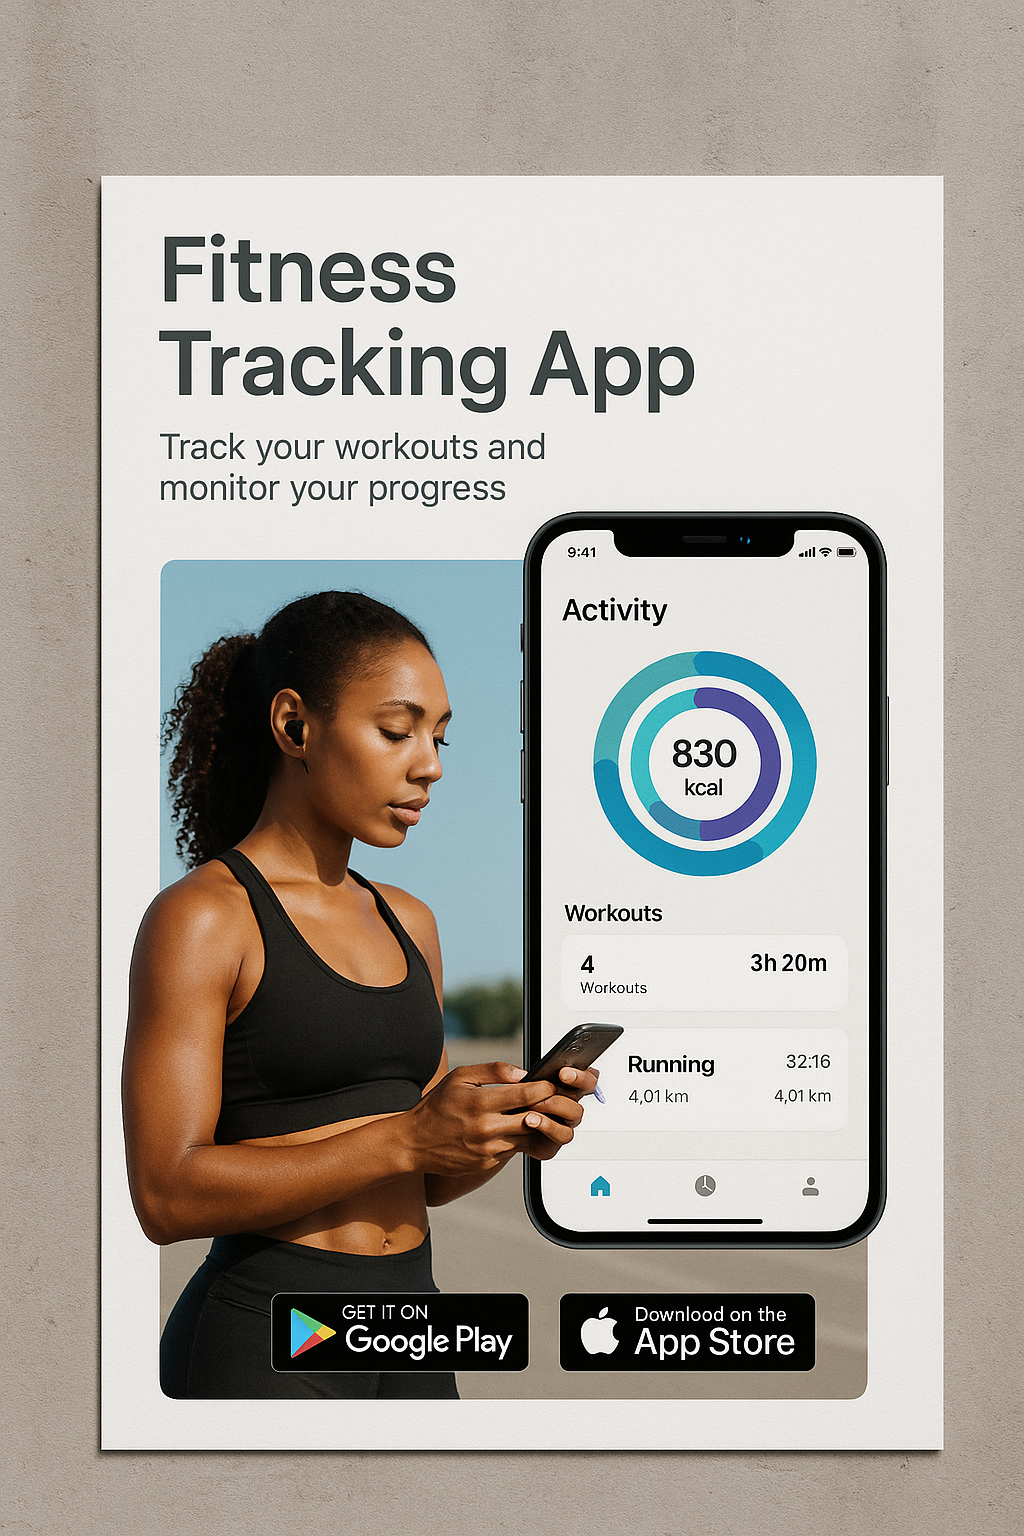 Fitness
Tracking App
Track your workouts and
monitor your progress
9:41
Activity
830
kcal
Workouts
4
3h 20m
Workouts
Running
32:16
4,01 km
4,01 km
GET IT ON
Google Play
Downlood on the
App Store